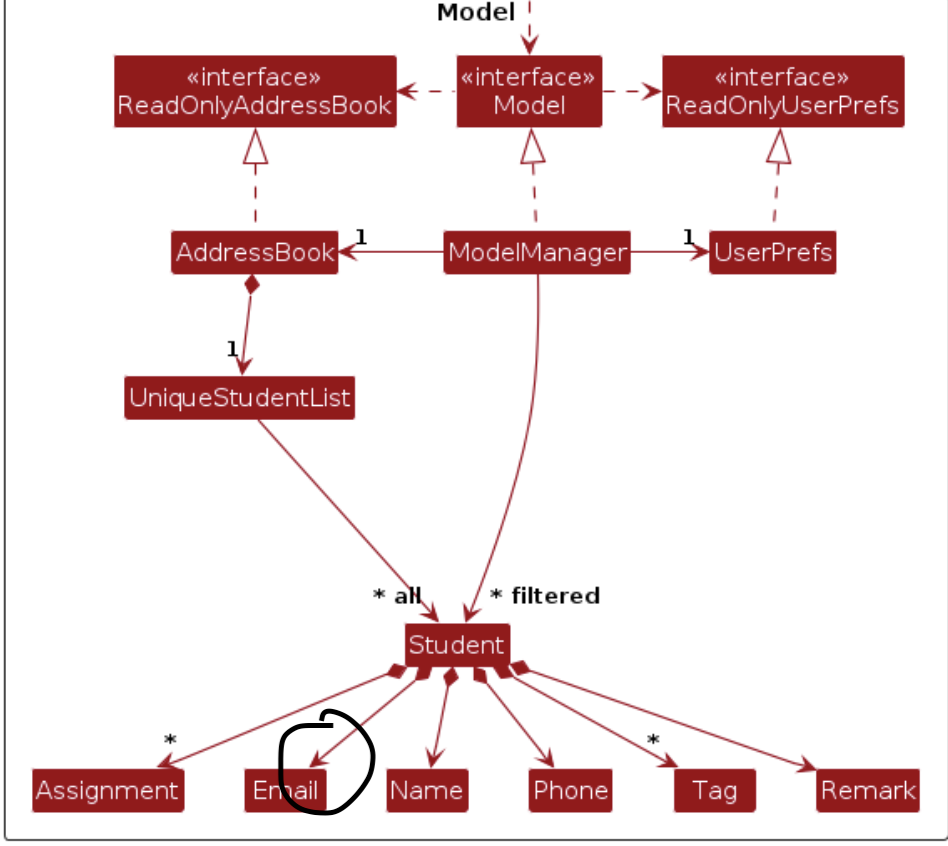 Model
«interface»
ReadOnlyAddressBook
«interface»
Model
«interface»
ReadOnlyUserPrefs
AddressBook
1
ModelManager
1
UserPrefs
1
UniqueStudentList
* all
* filtered
Student
*
*
Assignment
Email
Name
Phone
Tag
Remark